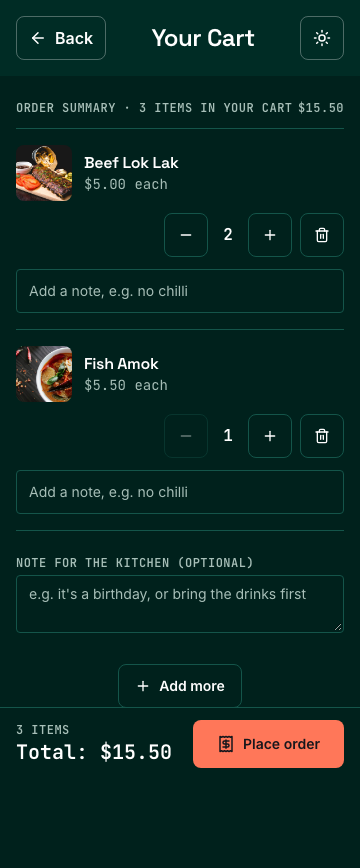 Back
Your Cart
ORDER SUMMARY · 3 ITEMS IN YOUR CART $15.50
Beef Lok Lak
$5.00 each
2
Add a note, e.g. no chilli
Fish Amok
$5.50 each
1
Add a note, e.g. no chilli
NOTE FOR THE KITCHEN (OPTIONAL)
e.g. it's a birthday, or bring the drinks first
Add more
3 ITEMS
Total: $15.50
Place order